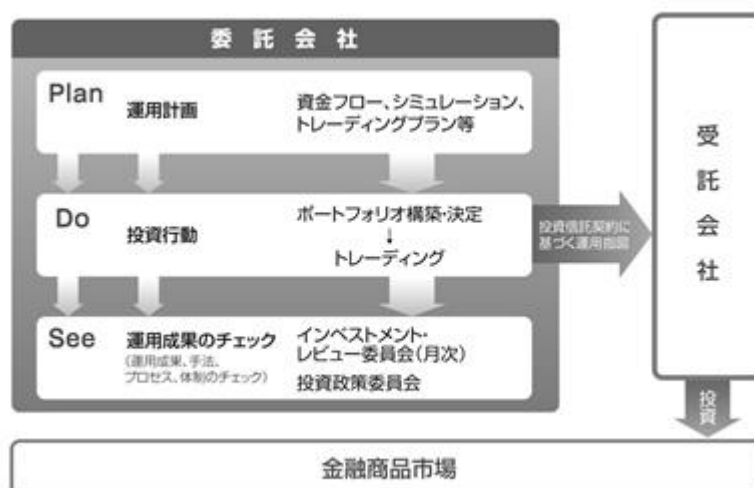 委託会社
Plan
運用計画
資金フロー、シミュレーション、
トレーディングプラン等
Do
投資行動
ポートフォリオ構築・決定
↓
トレーディング
投資信託契約に
基づく運用指図
See
運用成果のチェック
(運用成果、手法、
プロセス、体制のチェック)
インベストメント・
レビュー委員会(月次)
投資政策委員会
受託会社
投資
金融商品市場